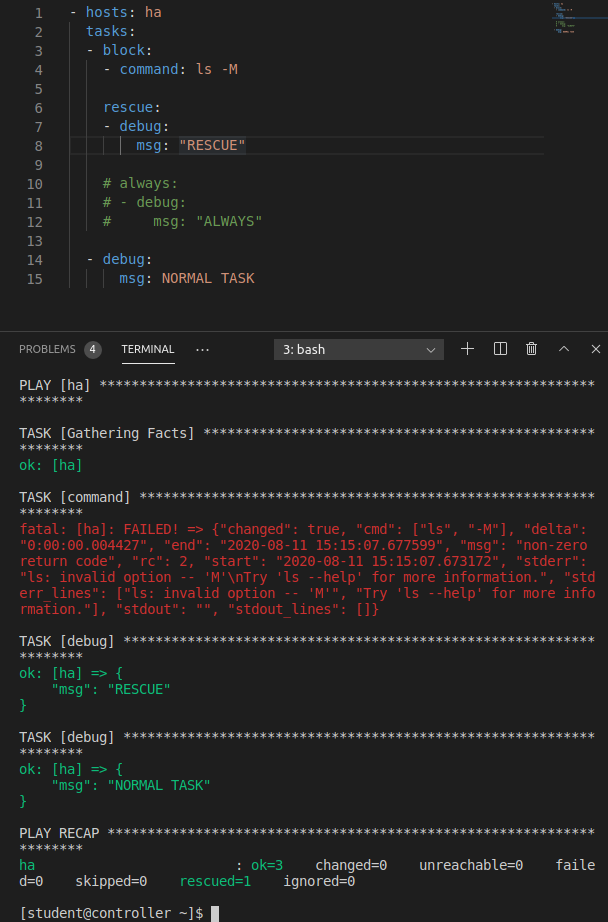 1 - hosts: ha
2 tasks:
3 - block:
4 - command: ls -M
5
6 rescue:
7 - debug:
8 msg: "RESCUE"
9
10 # always:
11 # - debug:
12 # msg: "ALWAYS"
13
14 - debug:
15 msg: NORMAL TASK
PROBLEMS 4 TERMINAL ··· 3: bash
PLAY [ha] **************************************************************
********
TASK [Gathering Facts] *************************************************
********
ok: [ha]
TASK [command] *********************************************************
********
fatal: [ha]: FAILED! => {"changed": true, "cmd": ["ls", "-M"], "delta":
"0:00:00.004427", "end": "2020-08-11 15:15:07.677599", "msg": "non-zero
return code", "rc": 2, "start": "2020-08-11 15:15:07.673172", "stderr":
"ls: invalid option -- 'M'\nTry 'ls --help' for more information.", "std
err_lines": ["ls: invalid option -- 'M'", "Try 'ls --help' for more info
rmation."], "stdout": "", "stdout_lines": []}
TASK [debug] ***********************************************************
********
ok: [ha] => {
"msg": "RESCUE"
}
TASK [debug] ***********************************************************
********
ok: [ha] => {
"msg": "NORMAL TASK"
}
PLAY RECAP *************************************************************
********
ha : ok=3 changed=0 unreachable=0 faile
d=0 skipped=0 rescued=1 ignored=0
[student@controller ~]$